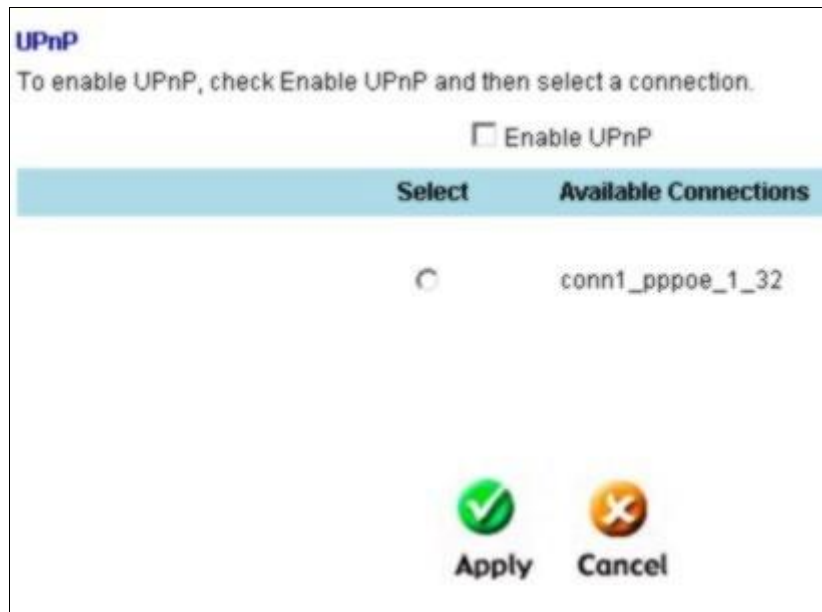 UPnP
To enable UPnP, check Enable UPnP and then select a connection.
Enable UPnP
Select Available Connections
conn1_pppoe_1_32
Apply Cancel